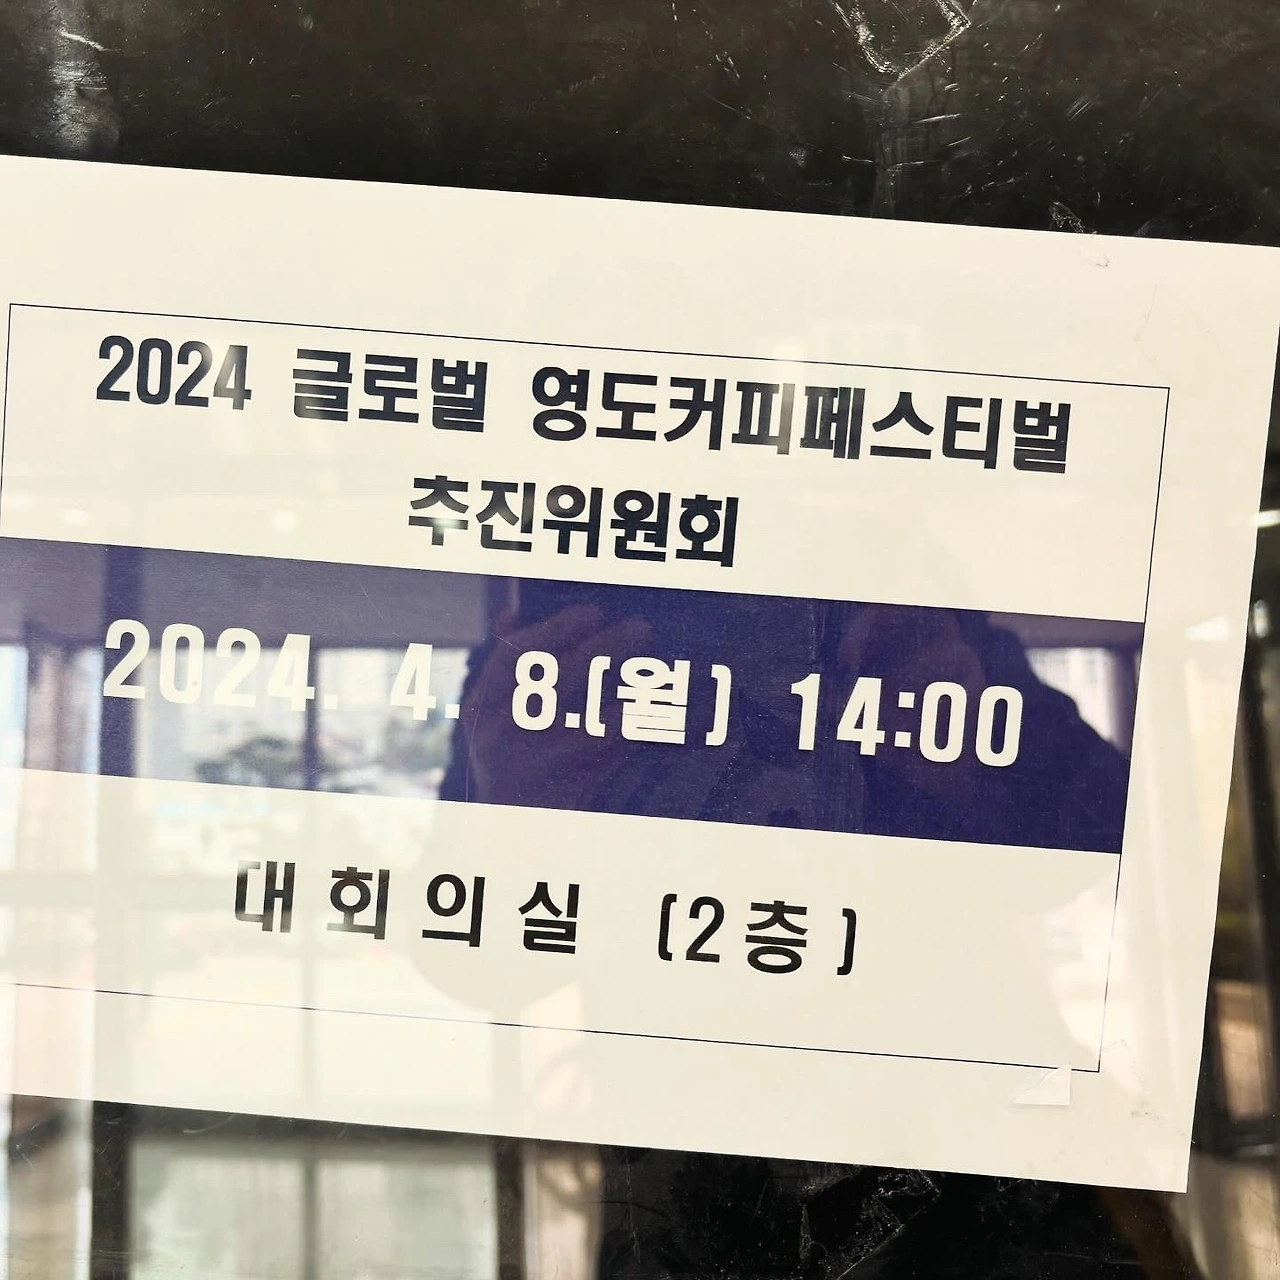 2024 글로벌 영도커피페스티벌
추진위원회
2024. 4. 8.(월) 14:00
대회의실 (2층)